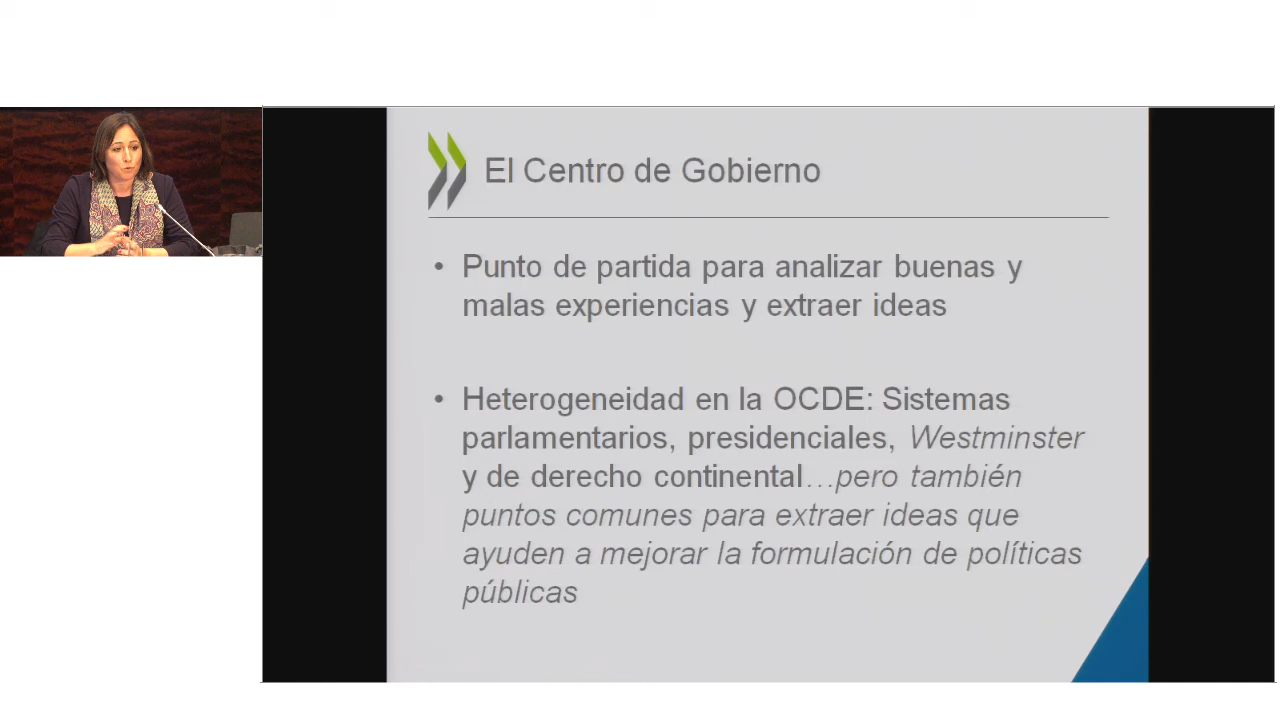 El Centro de Gobierno
• Punto de partida para analizar buenas y
malas experiencias y extraer ideas
• Heterogeneidad en la OCDE: Sistemas
parlamentarios, presidenciales, Westminster
y de derecho continental…pero también
puntos comunes para extraer ideas que
ayuden a mejorar la formulación de políticas
públicas